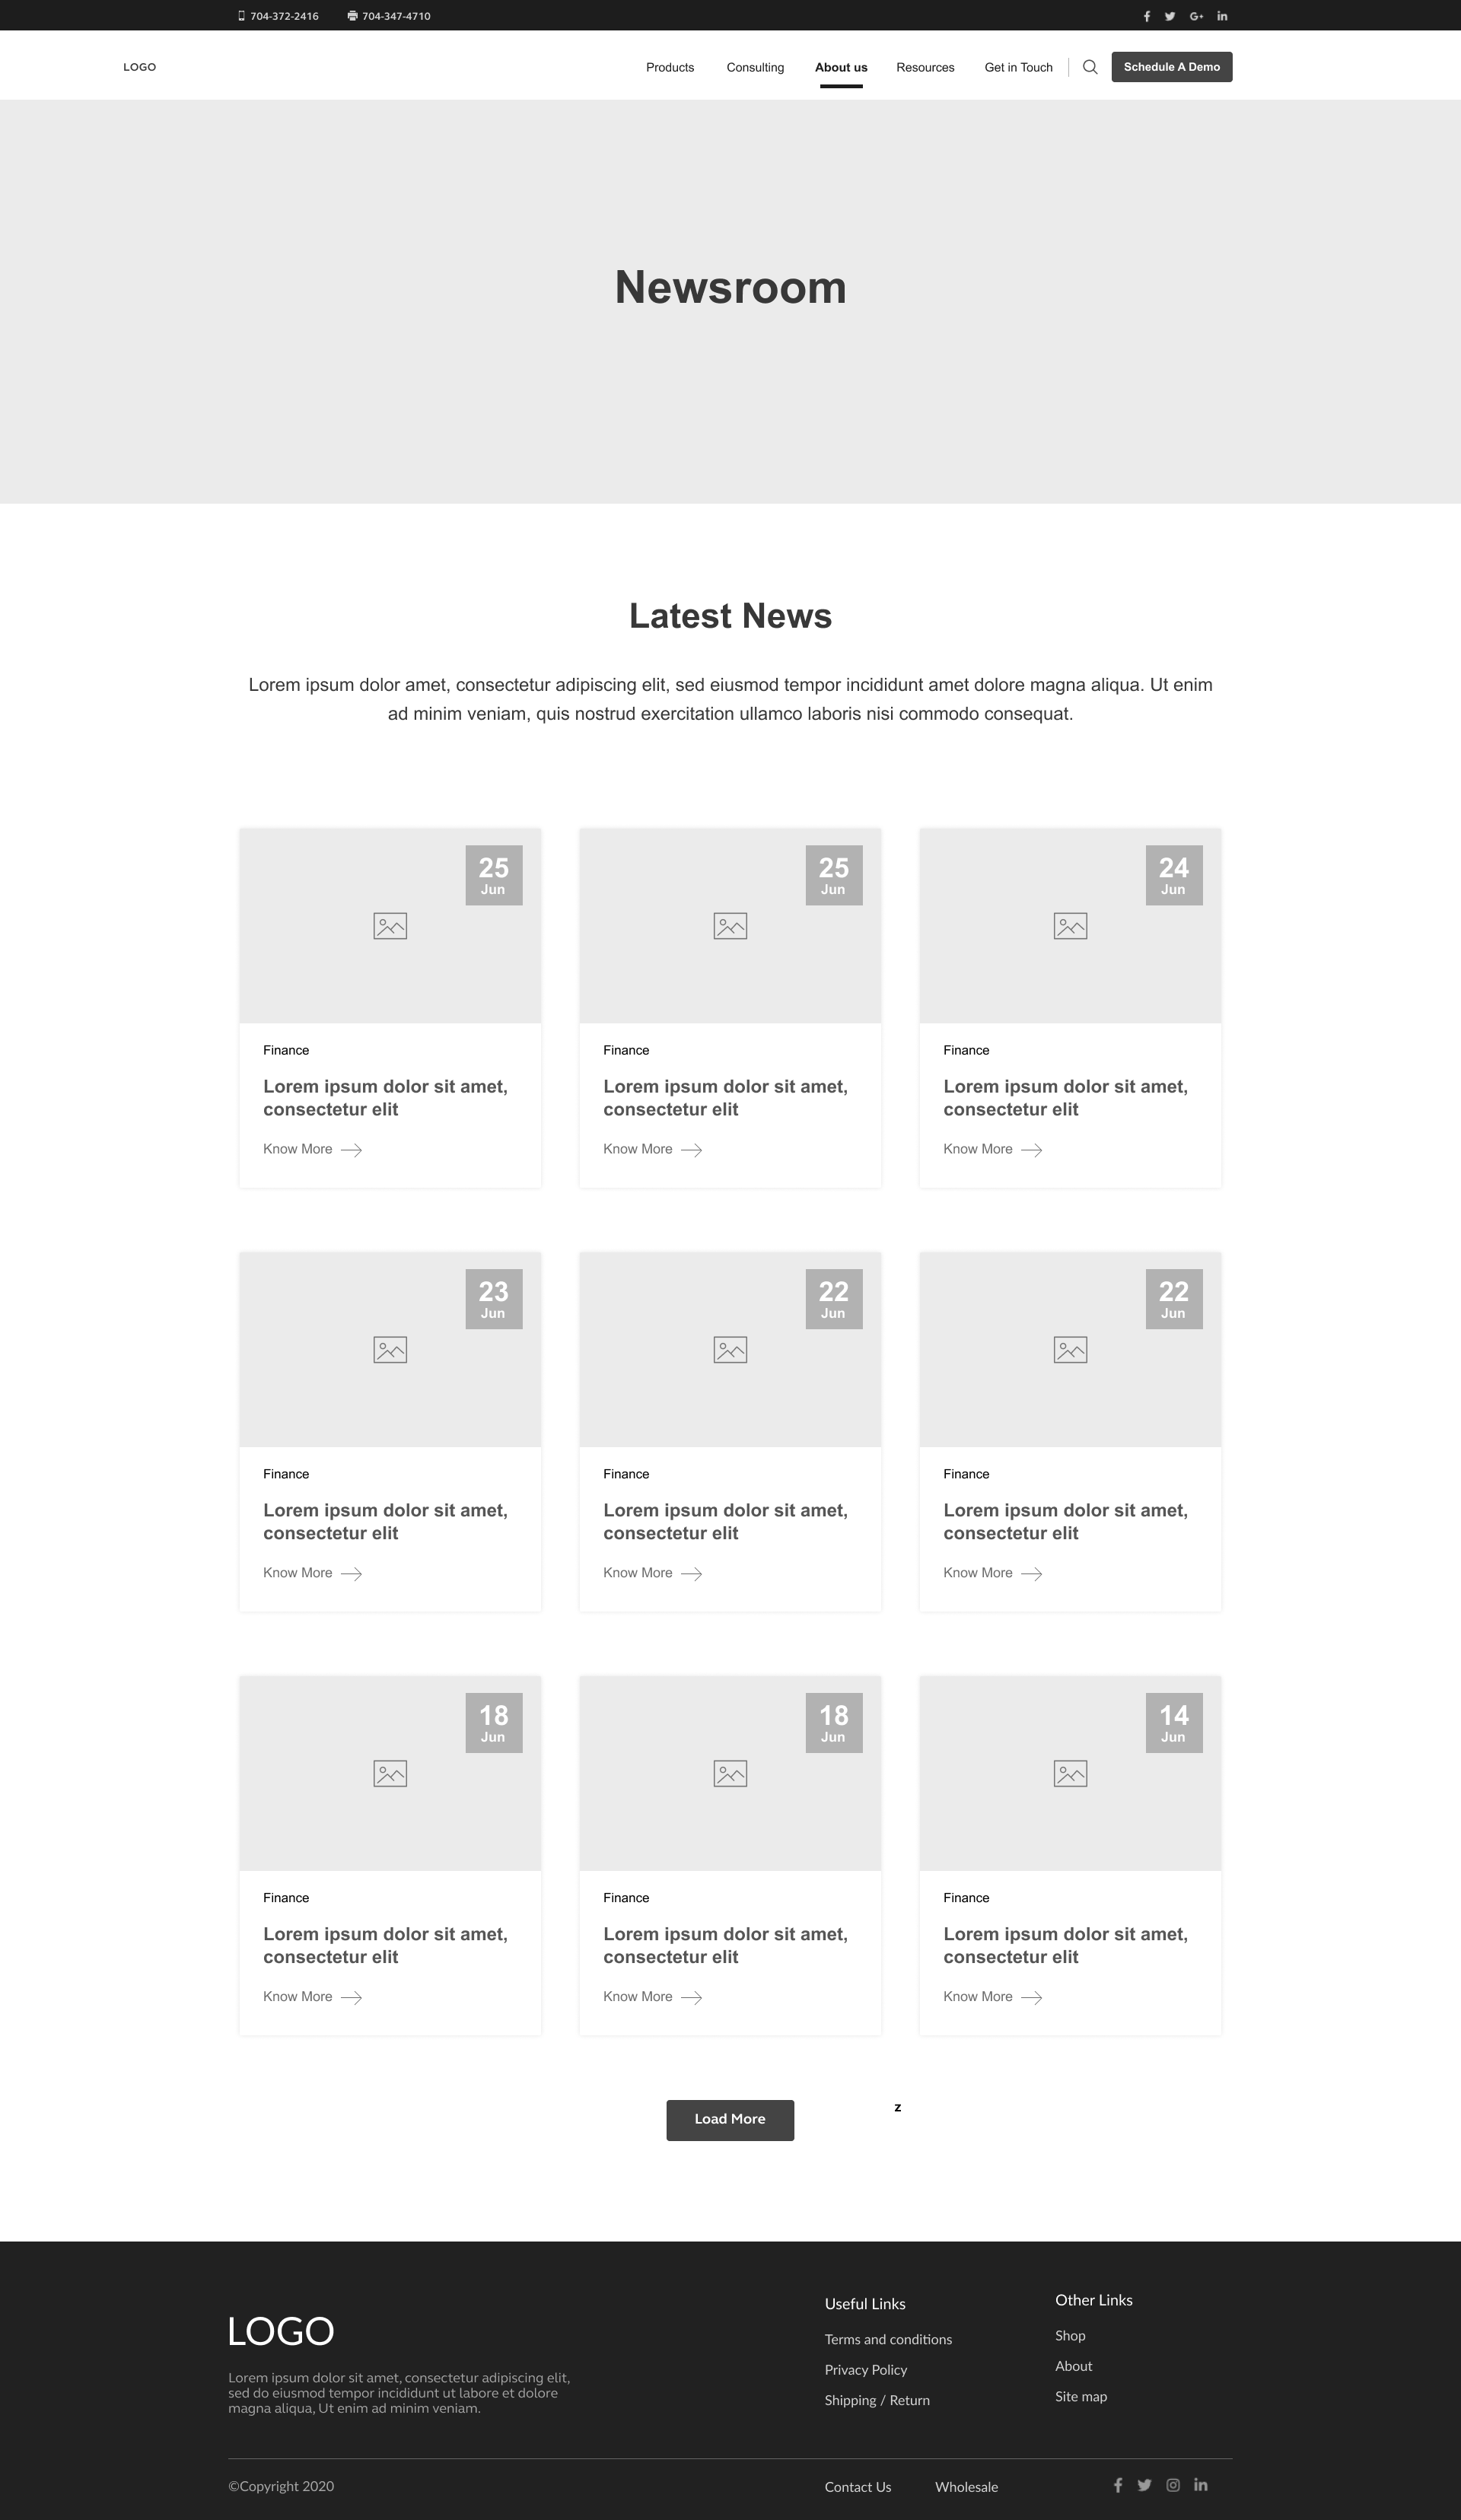 704-372-2416
704-347-4710
LOGO
Products
Consulting
About us
Resources
Get in Touch
Schedule A Demo
Newsroom
Latest News
Lorem ipsum dolor amet, consectetur adipiscing elit, sed eiusmod tempor incididunt amet dolore magna aliqua. Ut enim
ad minim veniam, quis nostrud exercitation ullamco laboris nisi commodo consequat.
25
Jun
Finance
Lorem ipsum dolor sit amet,
consectetur elit
Know More
25
Jun
Finance
Lorem ipsum dolor sit amet,
consectetur elit
Know More
24
Jun
Finance
Lorem ipsum dolor sit amet,
consectetur elit
Know More
23
Jun
Finance
Lorem ipsum dolor sit amet,
consectetur elit
Know More
22
Jun
Finance
Lorem ipsum dolor sit amet,
consectetur elit
Know More
22
Jun
Finance
Lorem ipsum dolor sit amet,
consectetur elit
Know More
18
Jun
Finance
Lorem ipsum dolor sit amet,
consectetur elit
Know More
18
Jun
Finance
Lorem ipsum dolor sit amet,
consectetur elit
Know More
14
Jun
Finance
Lorem ipsum dolor sit amet,
consectetur elit
Know More
Load More
z
LOGO
Lorem ipsum dolor sit amet, consectetur adipiscing elit,
sed do eiusmod tempor incididunt ut labore et dolore
magna aliqua, Ut enim ad minim veniam.
Useful Links
Terms and conditions
Privacy Policy
Shipping / Return
Other Links
Shop
About
Site map
©Copyright 2020
Contact Us
Wholesale